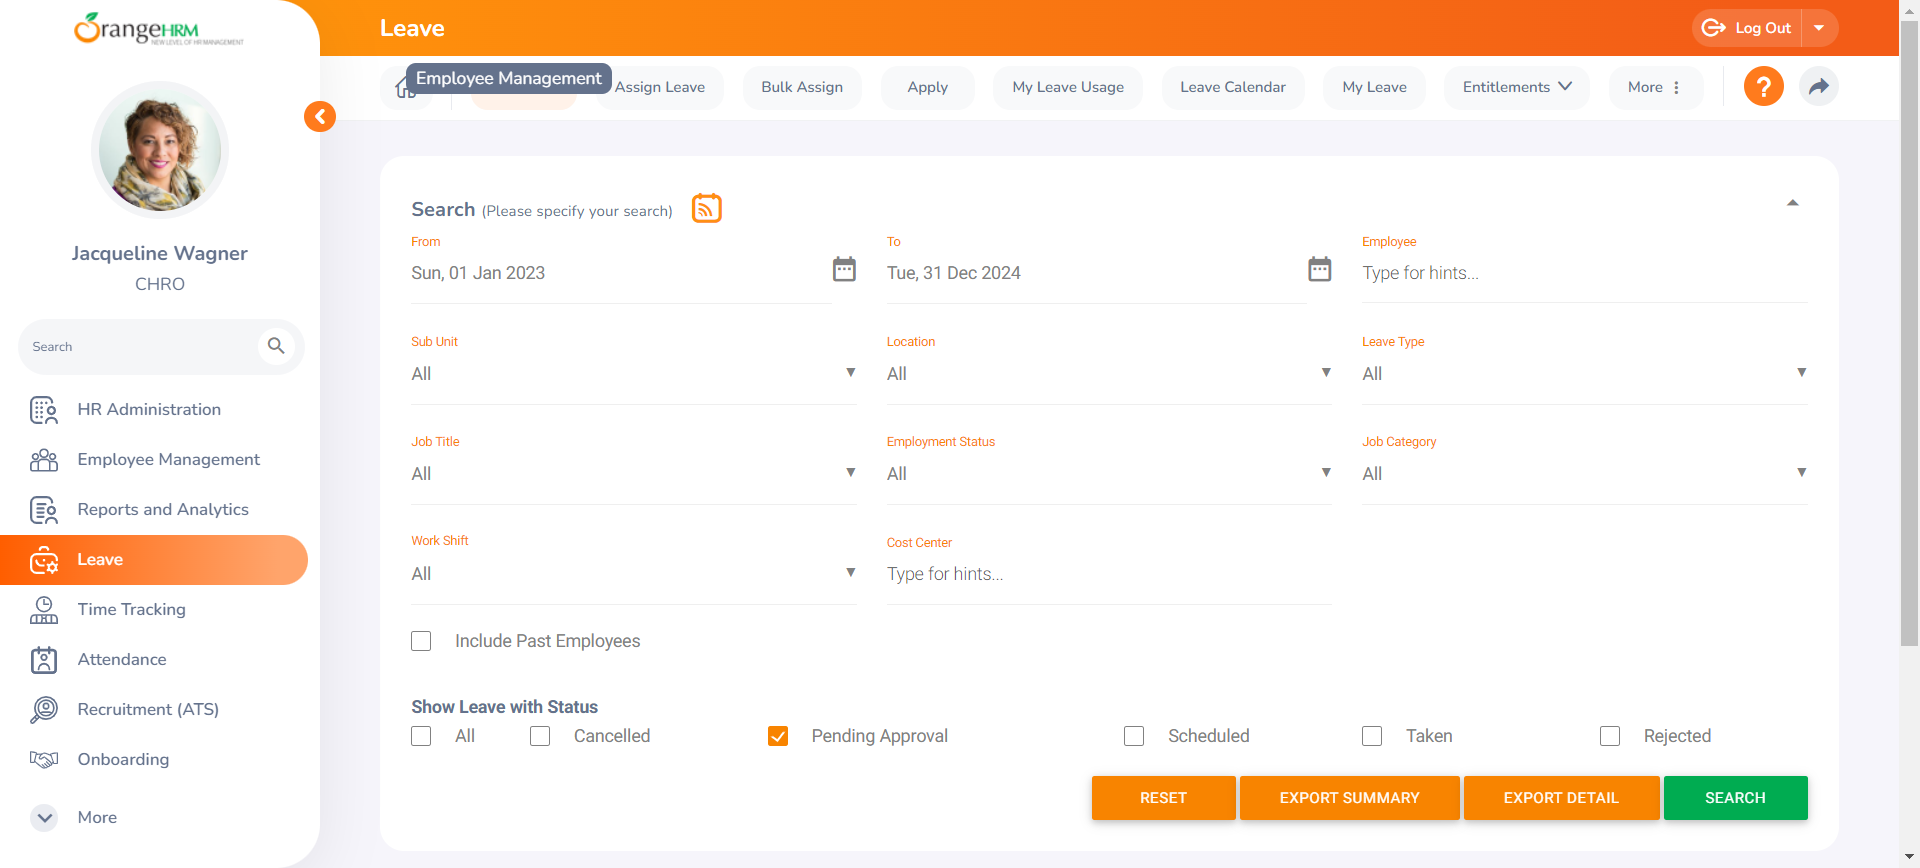 OrangeHRM
NEW LEVEL OF HR MANAGEMENT
Leave
Log Out
Employee Management
Assign Leave
Bulk Assign
Apply
My Leave Usage
Leave Calendar
My Leave
Entitlements
More
?
Jacqueline Wagner
CHRO
Search
HR Administration
Employee Management
Reports and Analytics
Leave
Time Tracking
Attendance
Recruitment (ATS)
Onboarding
More
Search (Please specify your search)
From
To
Employee
Sun, 01 Jan 2023
Tue, 31 Dec 2024
Type for hints...
Sub Unit
Location
Leave Type
All
All
All
Job Title
Employment Status
Job Category
All
All
All
Work Shift
Cost Center
All
Type for hints...
Include Past Employees
Show Leave with Status
All
Cancelled
Pending Approval
Scheduled
Taken
Rejected
RESET
EXPORT SUMMARY
EXPORT DETAIL
SEARCH